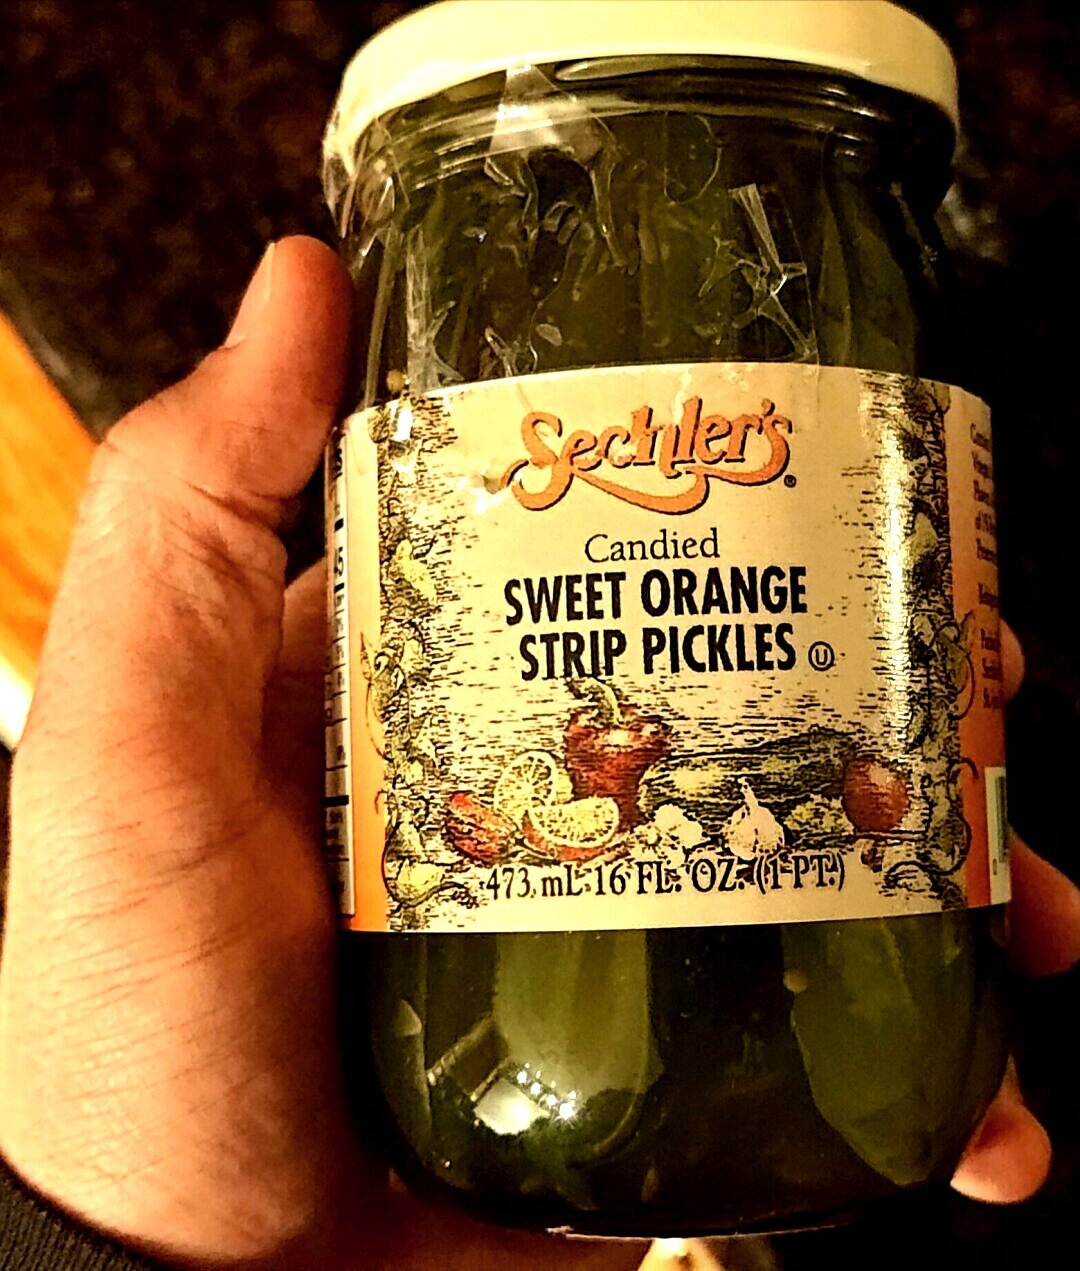 Sechler's®
Candied
SWEET ORANGE
STRIP PICKLES Ⓤ
473 mL 16 FL. OZ. (1 PT.)